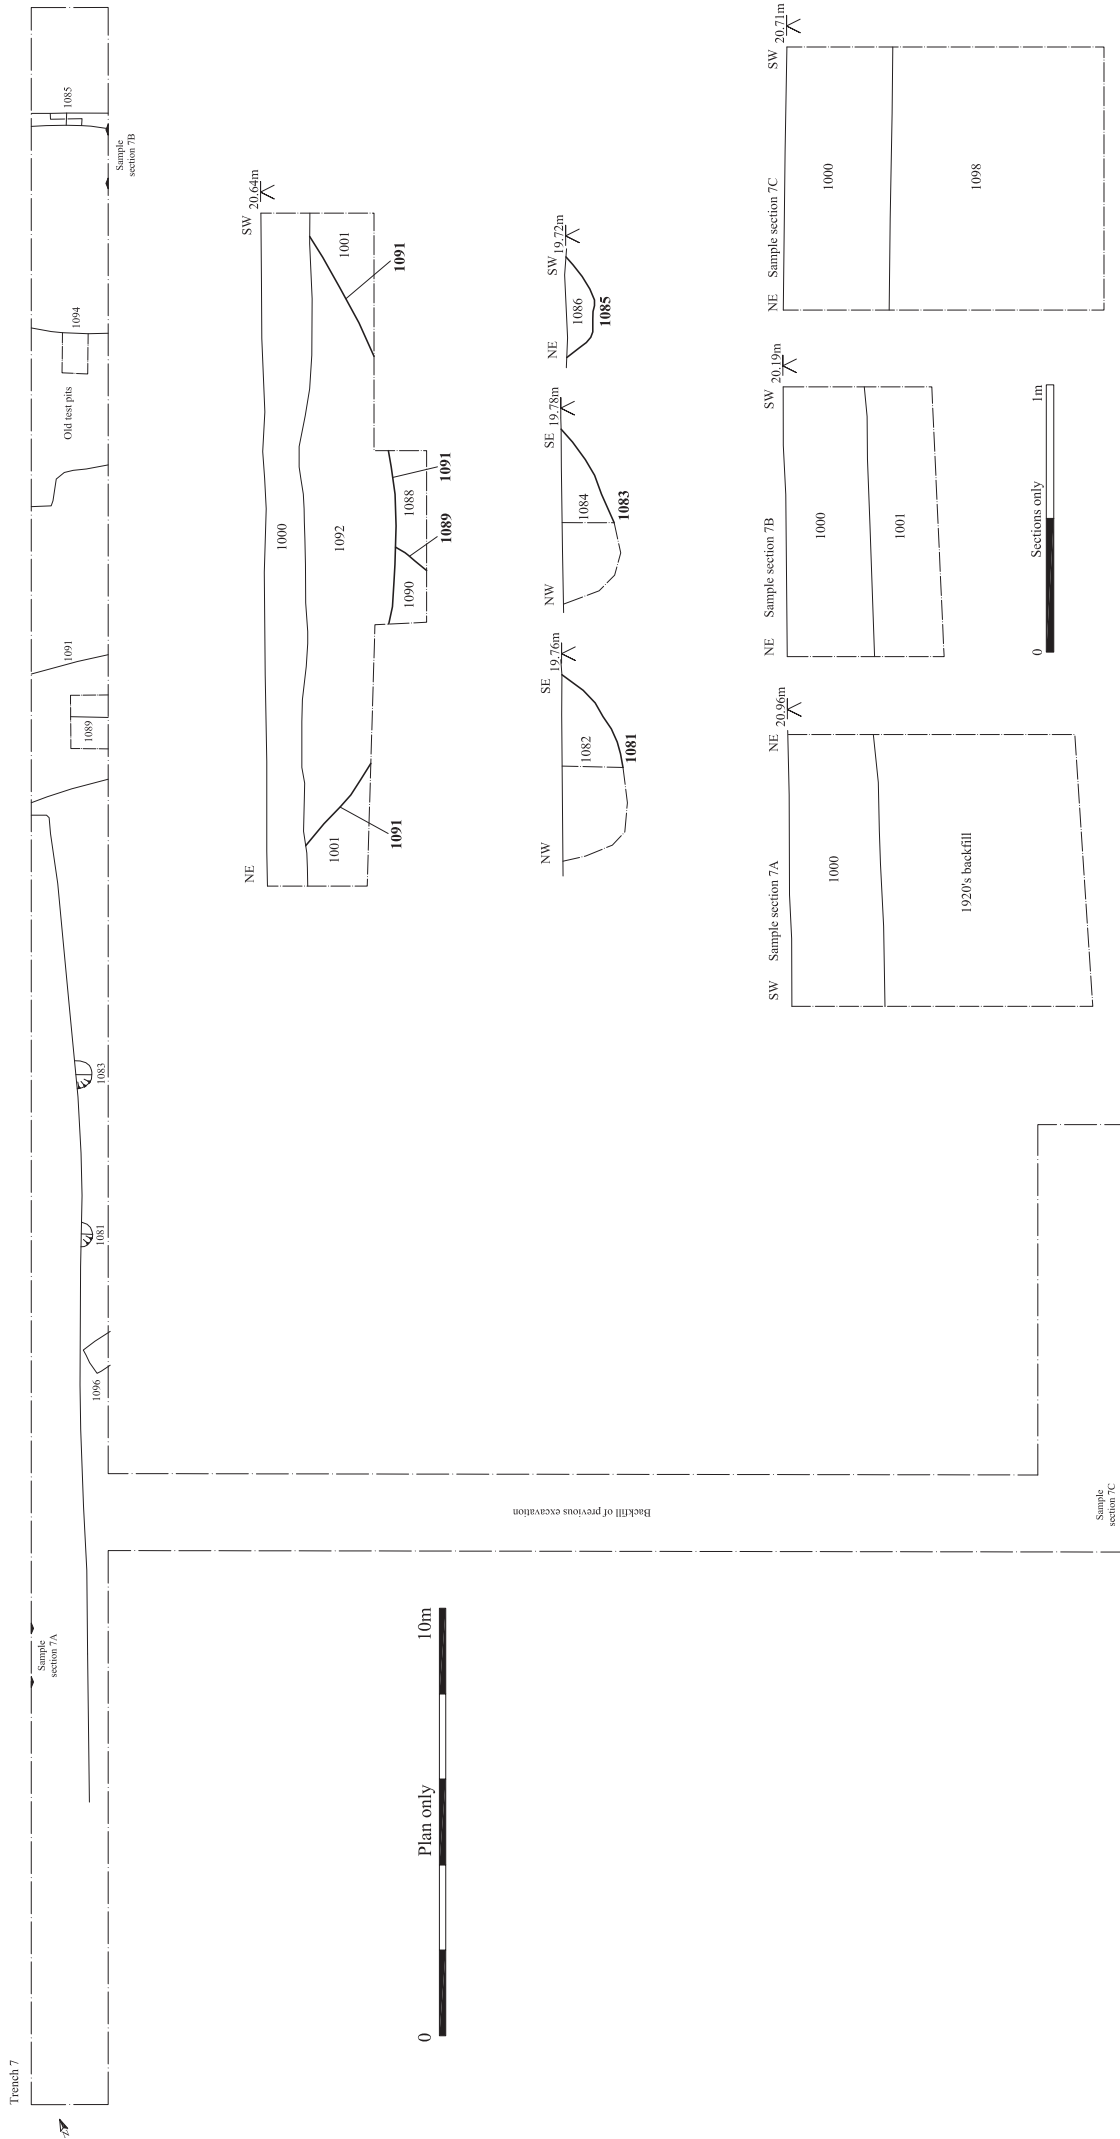 Trench 7
Sample
section 7A
1096
1081
1083
1089
1091
Old test pits
1094
1085
Sample
section 7B
Backfill of previous excavation
Sample
section 7C
0
Plan only
10m
NE
SW
20.64m
1000
1001
1092
1001
1091
1091
1090
1088
1089
1091
NW
SE
19.76m
1082
1081
NW
SE
19.78m
1084
1083
NE
SW
19.72m
1086
1085
SW
Sample section 7A
NE
20.96m
1000
1920's backfill
NE
Sample section 7B
SW
20.19m
1000
1001
NE
Sample section 7C
SW
20.71m
1000
1098
0
Sections only
1m